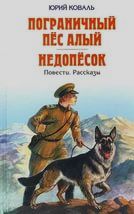 ЮРИЙ КОВАЛЬ
ПОГРАНИЧНЫЙ
ПЁС АЛЫЙ
НЕДОПЁСОК
Повести. Рассказы